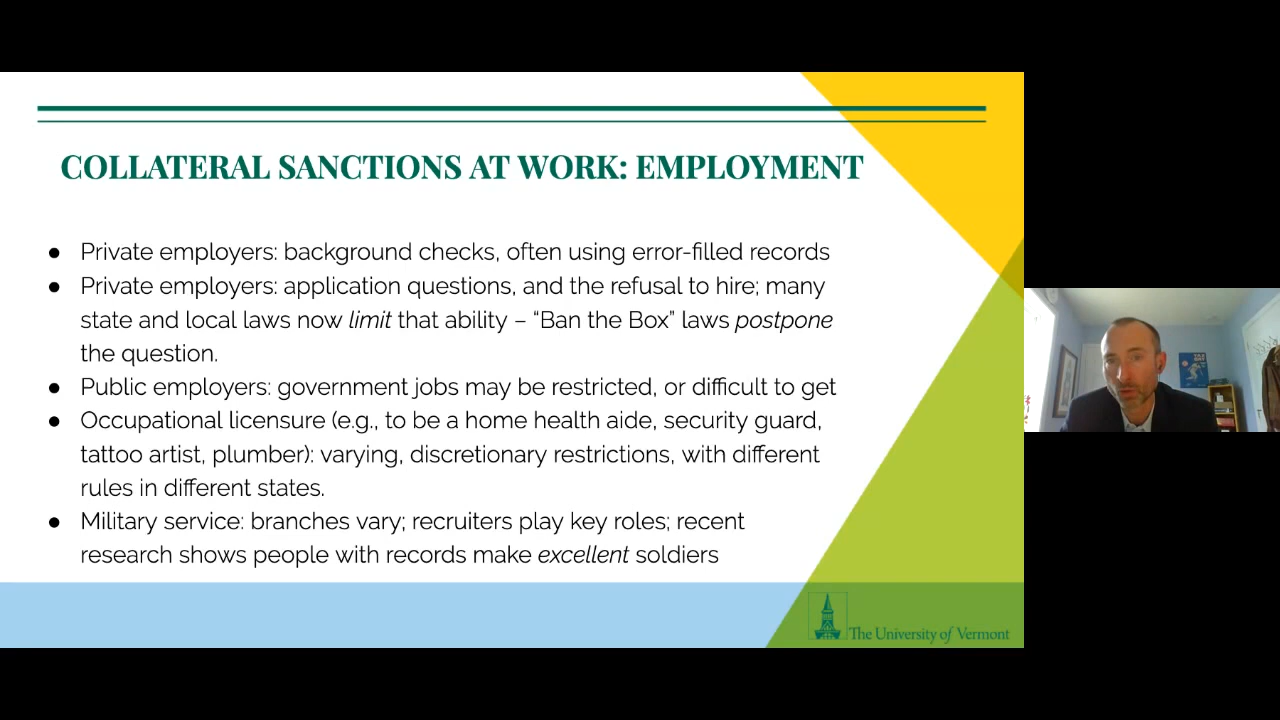 COLLATERAL SANCTIONS AT WORK: EMPLOYMENT
● Private employers: background checks, often using error-filled records
● Private employers: application questions, and the refusal to hire; many
state and local laws now limit that ability – “Ban the Box” laws postpone
the question.
● Public employers: government jobs may be restricted, or difficult to get
● Occupational licensure (e.g., to be a home health aide, security guard,
tattoo artist, plumber): varying, discretionary restrictions, with different
rules in different states.
● Military service: branches vary; recruiters play key roles; recent
research shows people with records make excellent soldiers
The University of Vermont